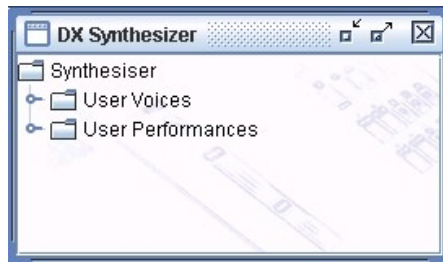 DX Synthesizer
Synthesiser
User Voices
User Performances